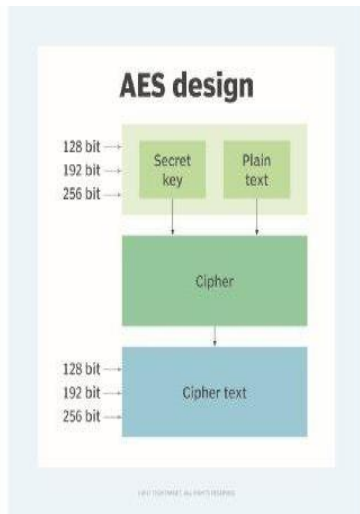 AES design
128 bit
192 bit
256 bit
Secret
key
Plain
text
Cipher
128 bit
192 bit
256 bit
Cipher text